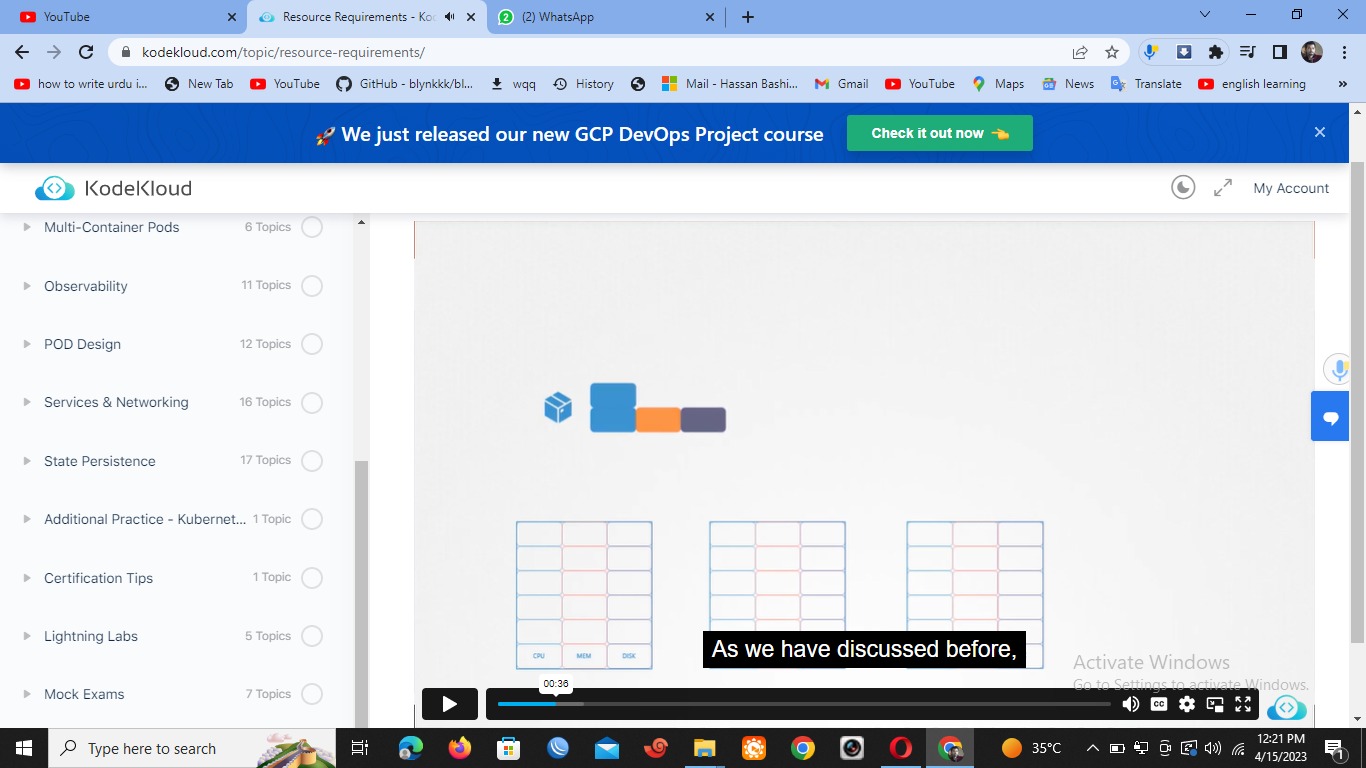 YouTube
Resource Requirements - Ko
(2) WhatsApp
kodekloud.com/topic/resource-requirements/
how to write urdu i...
New Tab
YouTube
GitHub - blynkkk/bl...
wqq
History
Mail - Hassan Bashi...
Gmail
YouTube
Maps
News
Translate
english learning
»
🚀 We just released our new GCP DevOps Project course
Check it out now 👈
KodeKloud
My Account
Multi-Container Pods 6 Topics
Observability 11 Topics
POD Design 12 Topics
Services & Networking 16 Topics
State Persistence 17 Topics
Additional Practice - Kubernet... 1 Topic
Certification Tips 1 Topic
Lightning Labs 5 Topics
Mock Exams 7 Topics
CPU MEM DISK
As we have discussed before,
00:36
CC
Activate Windows
Go to Settings to activate Windows.
Type here to search
35°C
12:21 PM
4/15/2023
1